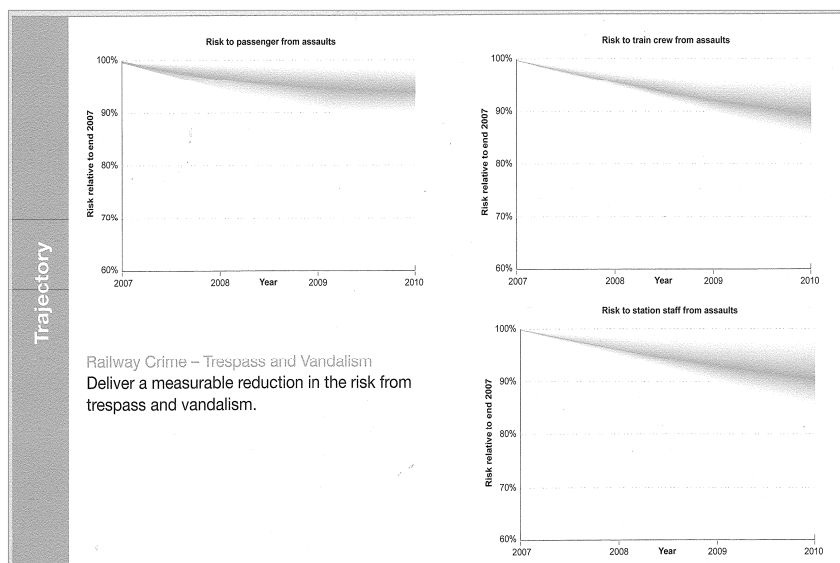 Trajectory
Risk to passenger from assaults
Risk relative to end 2007
100%
90%
80%
70%
60%
2007
2008
Year
2009
2010
Risk to train crew from assaults
Risk relative to end 2007
100%
90%
80%
70%
60%
2007
2008
Year
2009
2010
Railway Crime – Trespass and Vandalism
Deliver a measurable reduction in the risk from
trespass and vandalism.
Risk to station staff from assaults
Risk relative to end 2007
100%
90%
80%
70%
60%
2007
2008
Year
2009
2010